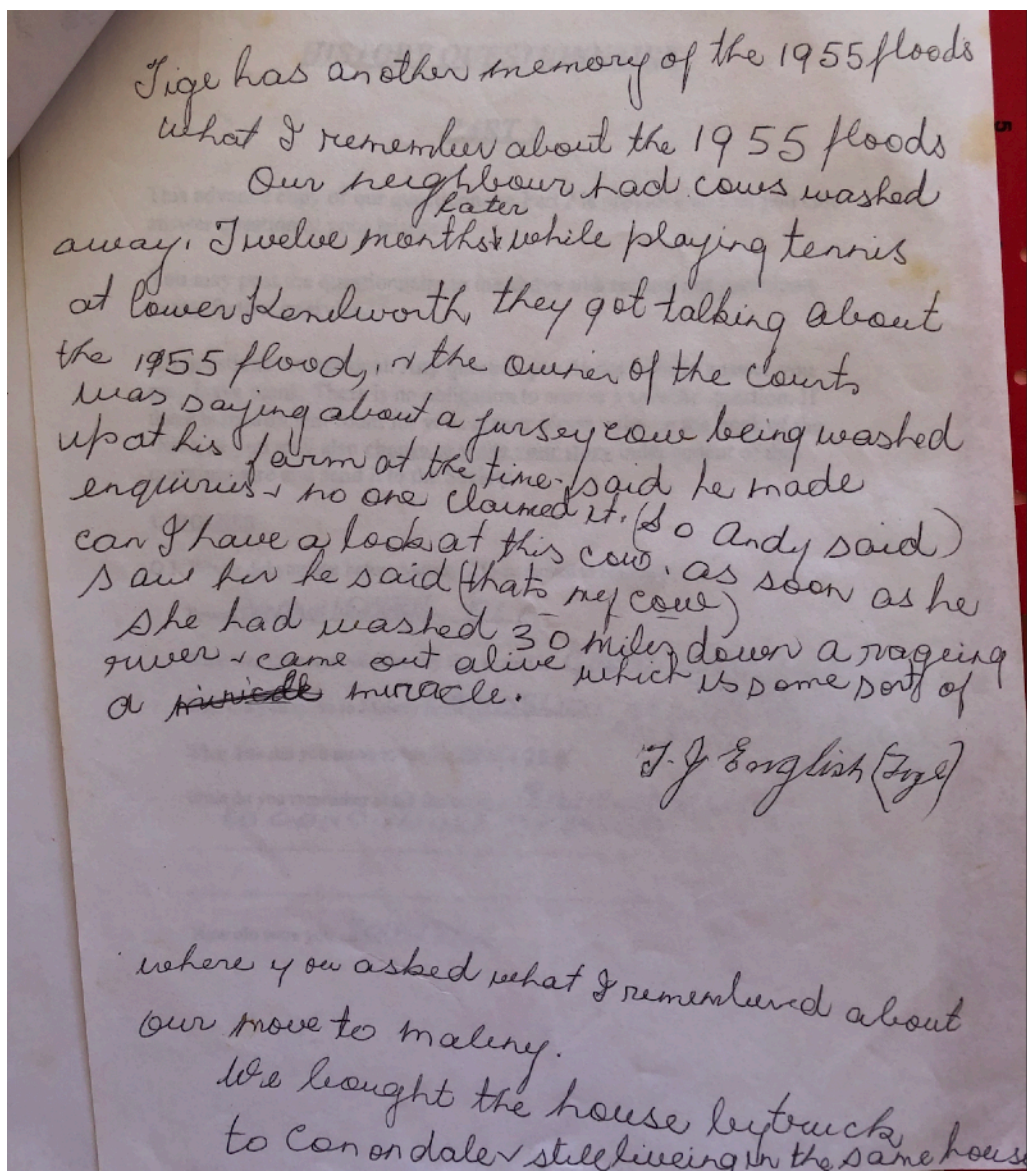 Tige has another memory of the 1955 floods
what I remember about the 1955 floods
Our neighbour had cows washed
later
away. Twelve months while playing tennis
at lower Kendlworth, they got talking about
the 1955 flood, & the owner of the Courts
was saying about a jursey cow being washed
up at his farm at the time, said he made
enquiries & no one claimed it. (So Andy said)
can I have a look at this cow, as soon as he
saw her he said (thats my cow)
she had washed 30 miles down a rageing
river & came out alive which is some sort of
a miracle.
T. J English (Tige)
where you asked what I remembered about
our move to maleny.
We bought the house by truck
to Conondale & still liveing in the same house